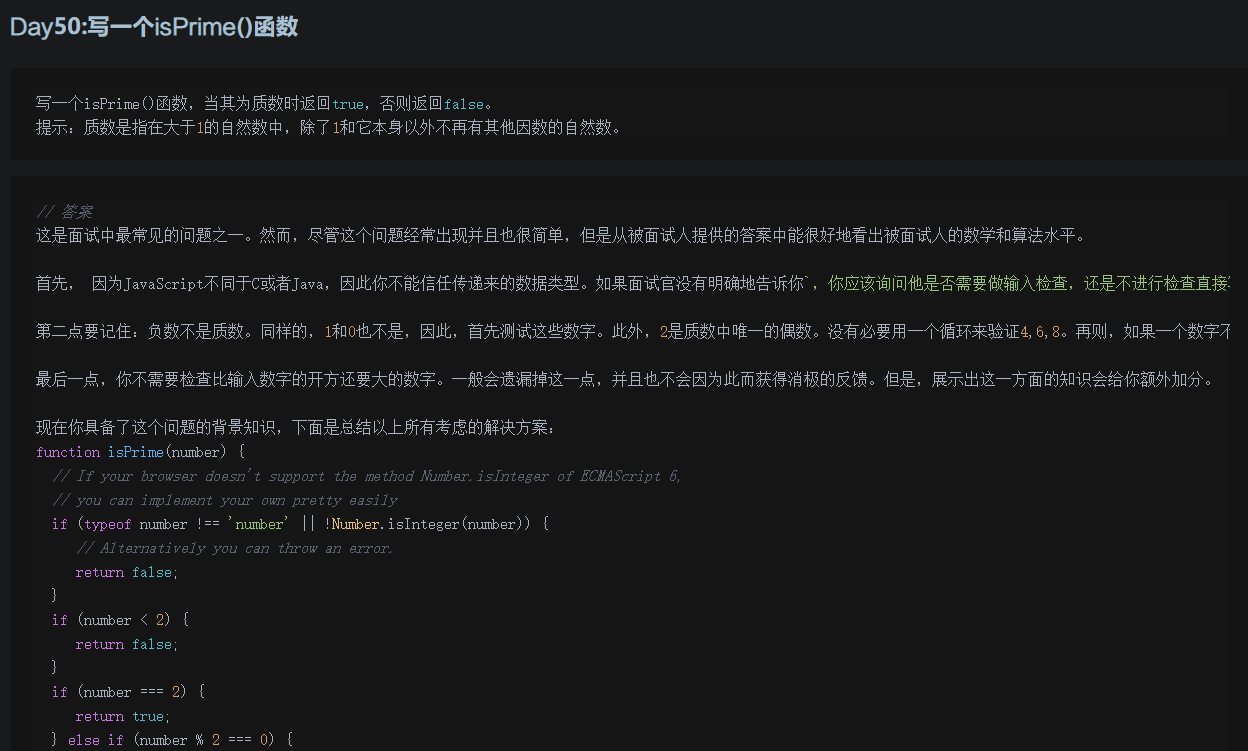 Day50:写一个isPrime()函数
写一个isPrime()函数，当其为质数时返回true，否则返回false。
提示：质数是指在大于1的自然数中，除了1和它本身以外不再有其他因数的自然数。
// 答案
这是面试中最常见的问题之一。然而，尽管这个问题经常出现并且也很简单，但是从被面试人提供的答案中能很好地看出被面试人的数学和算法水平。
首先， 因为JavaScript不同于C或者Java，因此你不能信任传递来的数据类型。如果面试官没有明确地告诉你`，你应该询问他是否需要做输入检查，还是不进行检查直接
第二点要记住：负数不是质数。同样的，1和0也不是，因此，首先测试这些数字。此外，2是质数中唯一的偶数。没有必要用一个循环来验证4,6,8。再则，如果一个数字不
最后一点，你不需要检查比输入数字的开方还要大的数字。一般会遗漏掉这一点，并且也不会因为此而获得消极的反馈。但是，展示出这一方面的知识会给你额外加分。
现在你具备了这个问题的背景知识，下面是总结以上所有考虑的解决方案：
function isPrime(number) {
// If your browser doesn't support the method Number.isInteger of ECMAScript 6,
// you can implement your own pretty easily
if (typeof number !== 'number' || !Number.isInteger(number)) {
// Alternatively you can throw an error.
return false;
}
if (number < 2) {
return false;
}
if (number === 2) {
return true;
} else if (number % 2 === 0) {